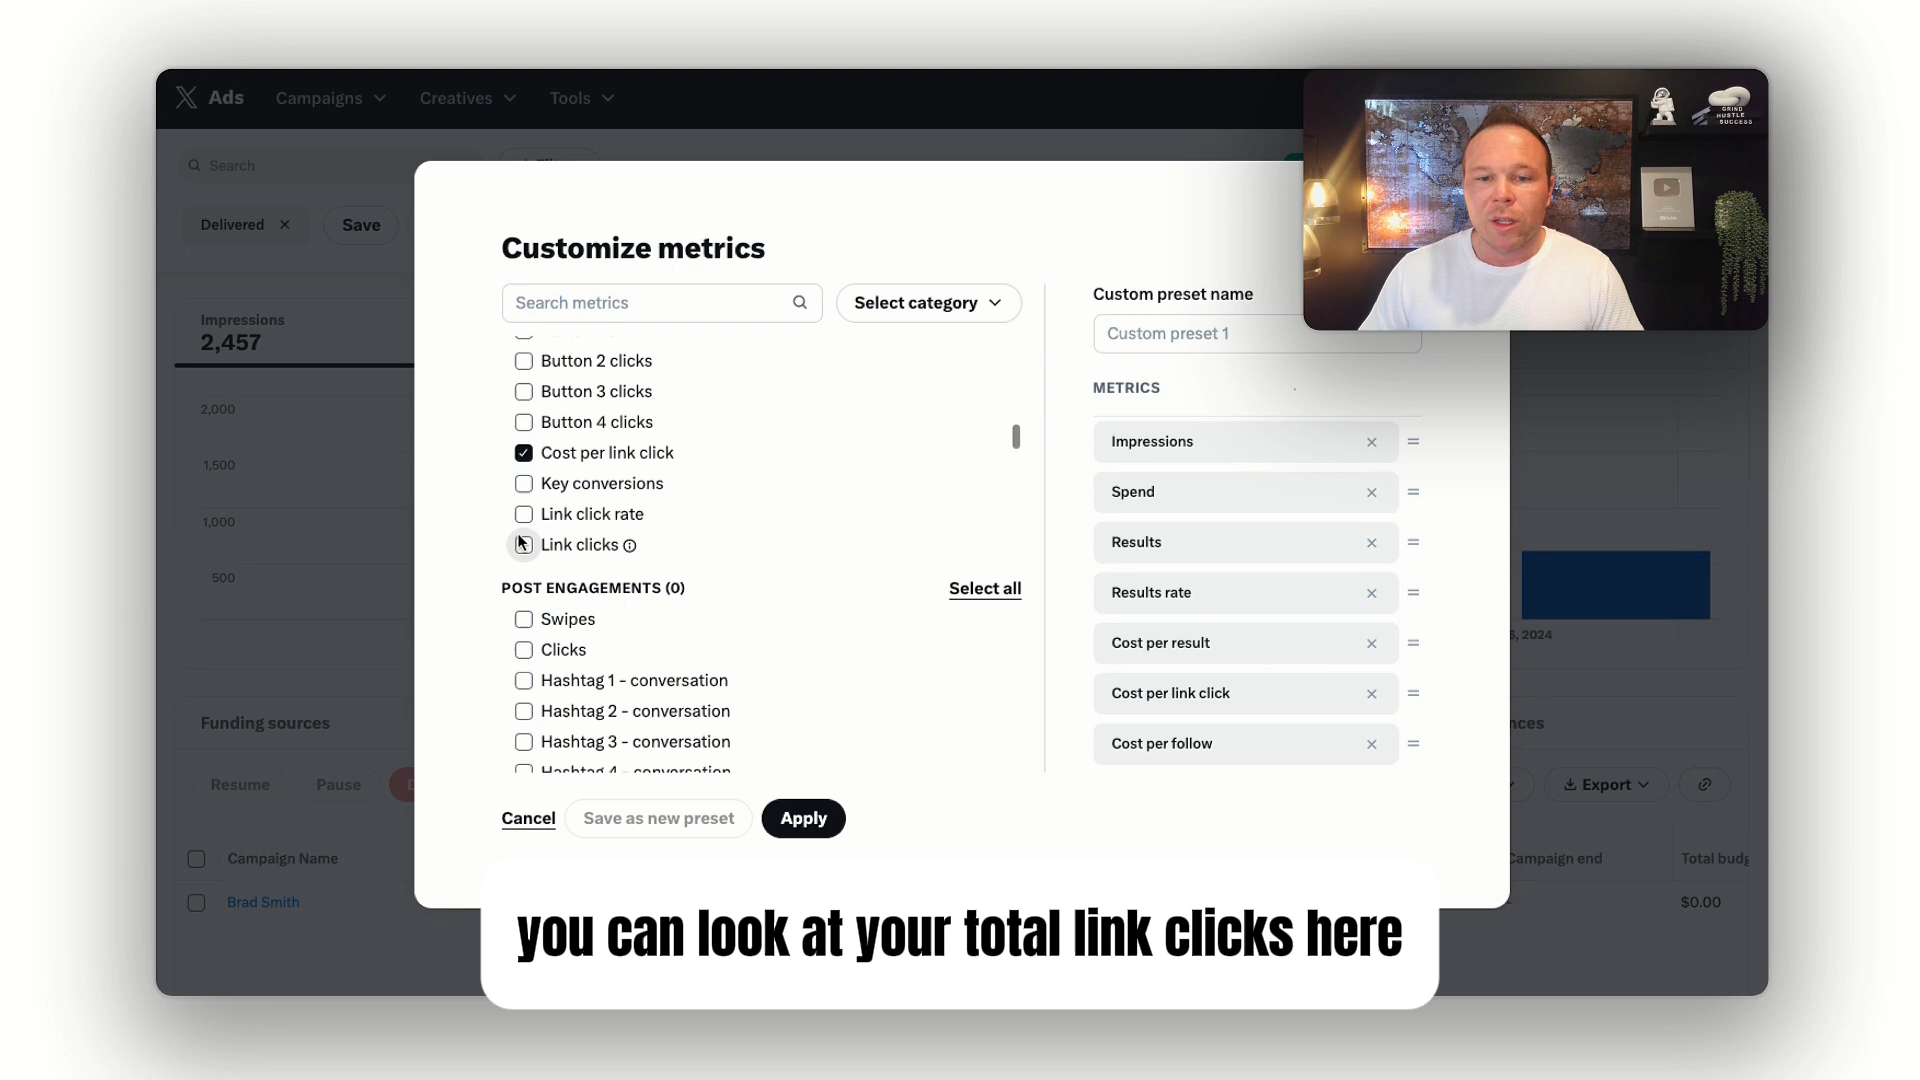 Ads
Campaigns
Creatives
Tools
Search
Delivered
Save
Impressions
2,457
2,000
1,500
1,000
500
Customize metrics
Search metrics
Select category
Button 2 clicks
Button 3 clicks
Button 4 clicks
Cost per link click
Key conversions
Link click rate
Link clicks
POST ENGAGEMENTS (0)
Select all
Swipes
Clicks
Hashtag 1 - conversation
Hashtag 2 - conversation
Hashtag 3 - conversation
Hashtag 4 - conversation
Custom preset name
Custom preset 1
METRICS
Impressions
Spend
Results
Results rate
Cost per result
Cost per link click
Cost per follow
Cancel
Save as new preset
Apply
GRIND
HUSTLE
SUCCESS
, 2024
Funding sources
nces
Resume
Pause
Export
Campaign Name
Campaign end
Total budg
Brad Smith
$0.00
you can look at your total link clicks here